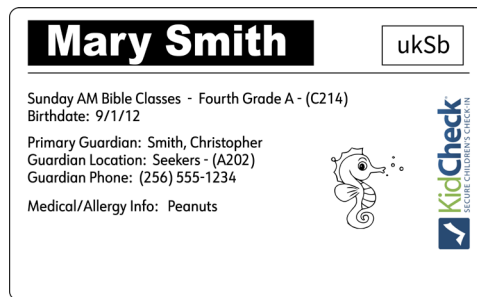 Mary Smith
ukSb
Sunday AM Bible Classes - Fourth Grade A - (C214)
Birthdate: 9/1/12
Primary Guardian: Smith, Christopher
Guardian Location: Seekers - (A202)
Guardian Phone: (256) 555-1234
Medical/Allergy Info: Peanuts
KidCheck
SECURE CHILDREN'S CHECK-IN